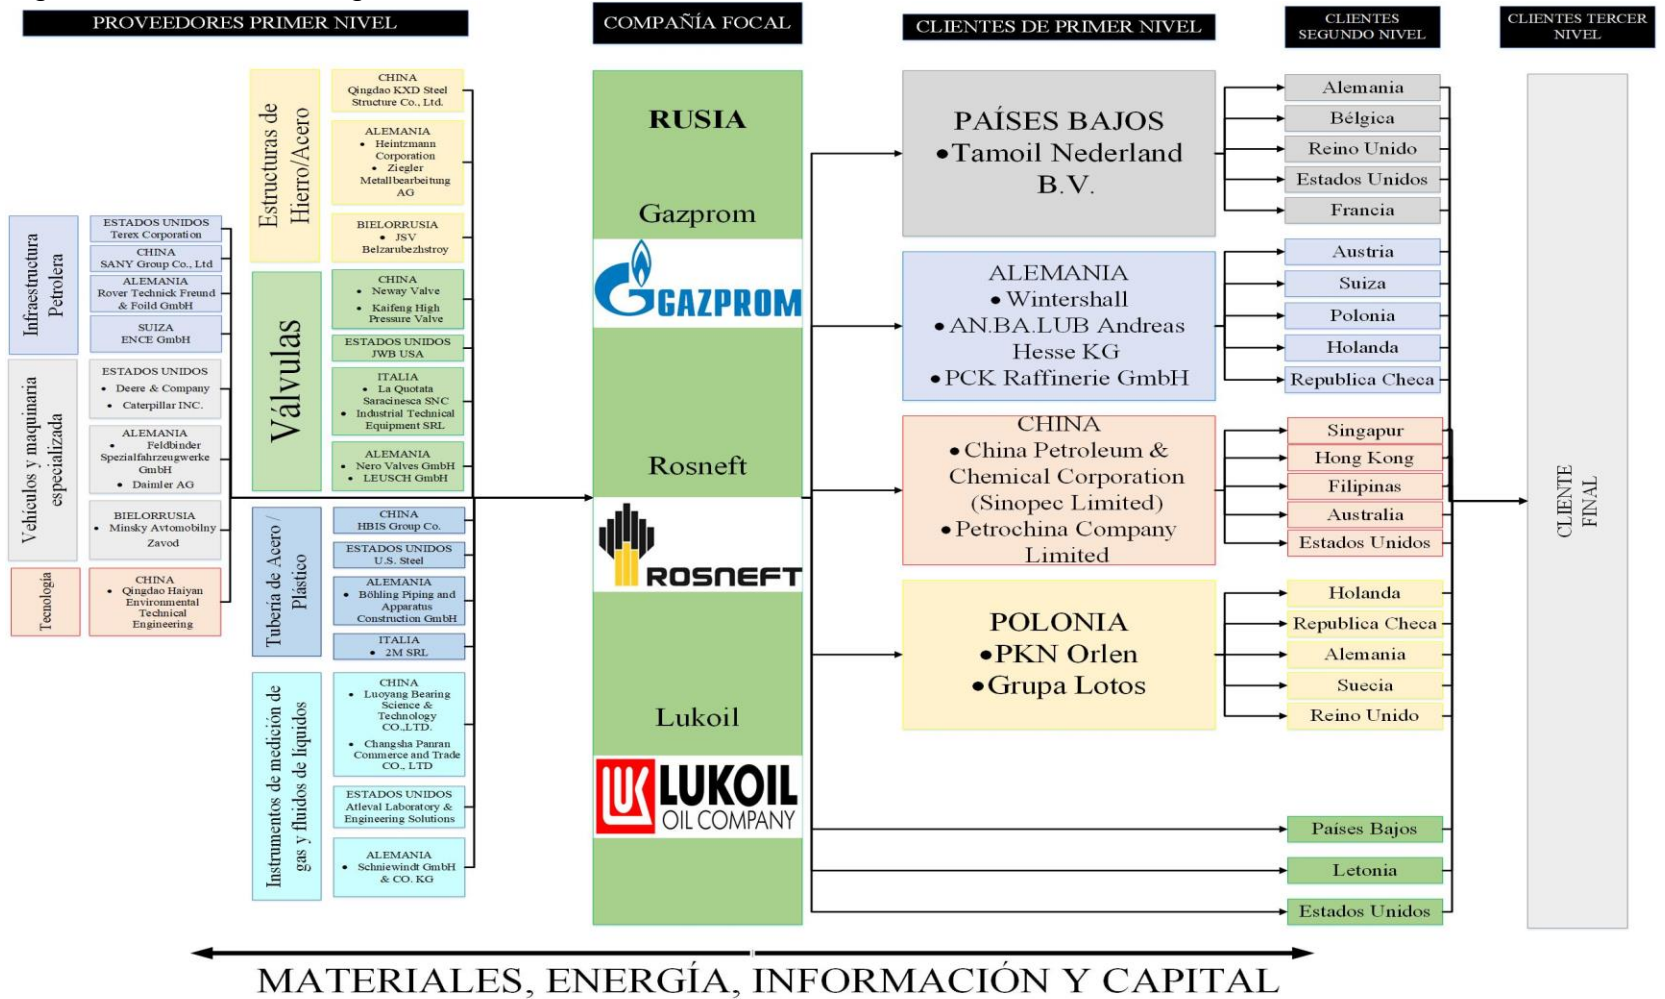 PROVEEDORES PRIMER NIVEL
COMPAÑÍA FOCAL
CLIENTES DE PRIMER NIVEL
CLIENTES
SEGUNDO NIVEL
CLIENTES TERCER
NIVEL
Infraestructura
Petrolera
ESTADOS UNIDOS
Terex Corporation
CHINA
SANY Group Co., Ltd
ALEMANIA
Rover Technick Freund
& Foild GmbH
SUIZA
ENCE GmbH
Vehículos y maquinaria
especializada
ESTADOS UNIDOS
• Deere & Company
• Caterpillar INC.
ALEMANIA
• Feldbinder
Spezialfahrzeugwerke
GmbH
• Daimler AG
BIELORRUSIA
• Minsky Avtomobilny
Zavod
Tecnología
CHINA
• Qingdao Haiyan
Environmental
Technical
Engineering
Estructuras de
Hierro/Acero
CHINA
Qingdao KXD Steel
Structure Co., Ltd.
ALEMANIA
• Heintzmann
Corporation
• Ziegler
Metallbearbeitung
AG
BIELORRUSIA
• JSV
Belzarubezhstroy
Válvulas
CHINA
• Neway Valve
• Kaifeng High
Pressure Valve
ESTADOS UNIDOS
JWB USA
ITALIA
• La Quotata
Saracinesca SNC
• Industrial Technical
Equipment SRL
ALEMANIA
• Nero Valves GmbH
• LEUSCH GmbH
Tubería de Acero /
Plástico
CHINA
HBIS Group Co.
ESTADOS UNIDOS
U.S. Steel
ALEMANIA
• Böhling Piping and
Apparatus
Construction GmbH
ITALIA
• 2M SRL
Instrumentos de medición de
gas y fluidos de líquidos
CHINA
• Luoyang Bearing
Science &
Technology
CO.,LTD.
• Changsha Panran
Commerce and Trade
CO., LTD
ESTADOS UNIDOS
Atleval Laboratory &
Engineering Solutions
ALEMANIA
• Schniewindt GmbH
& CO. KG
RUSIA
Gazprom
GAZPROM
Rosneft
ROSNEFT
Lukoil
LUKOIL
OIL COMPANY
PAÍSES BAJOS
• Tamoil Nederland
B.V.
ALEMANIA
• Wintershall
• AN.BA.LUB Andreas
Hesse KG
• PCK Raffinerie GmbH
CHINA
• China Petroleum &
Chemical Corporation
(Sinopec Limited)
• Petrochina Company
Limited
POLONIA
• PKN Orlen
• Grupa Lotos
Alemania
Bélgica
Reino Unido
Estados Unidos
Francia
Austria
Suiza
Polonia
Holanda
Republica Checa
Singapur
Hong Kong
Filipinas
Australia
Estados Unidos
Holanda
Republica Checa
Alemania
Suecia
Reino Unido
Países Bajos
Letonia
Estados Unidos
CLIENTE
FINAL
MATERIALES, ENERGÍA, INFORMACIÓN Y CAPITAL